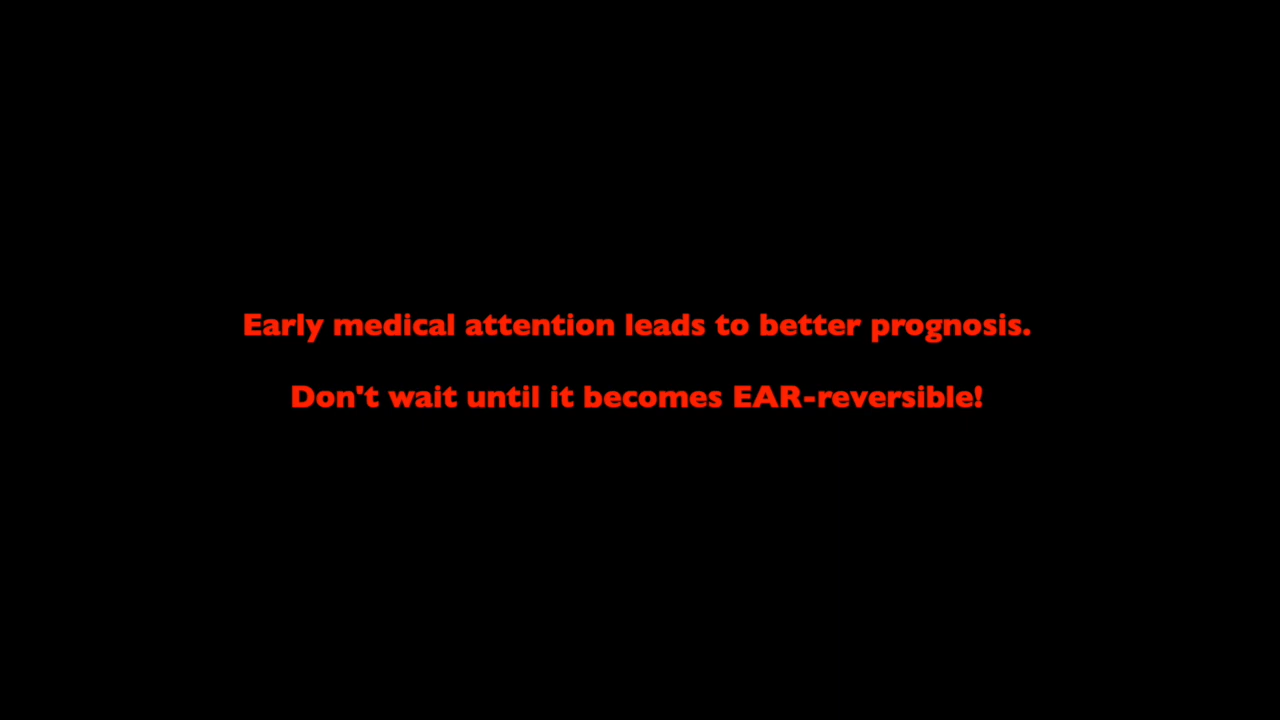 Early medical attention leads to better prognosis.
Don't wait until it becomes EAR-reversible!